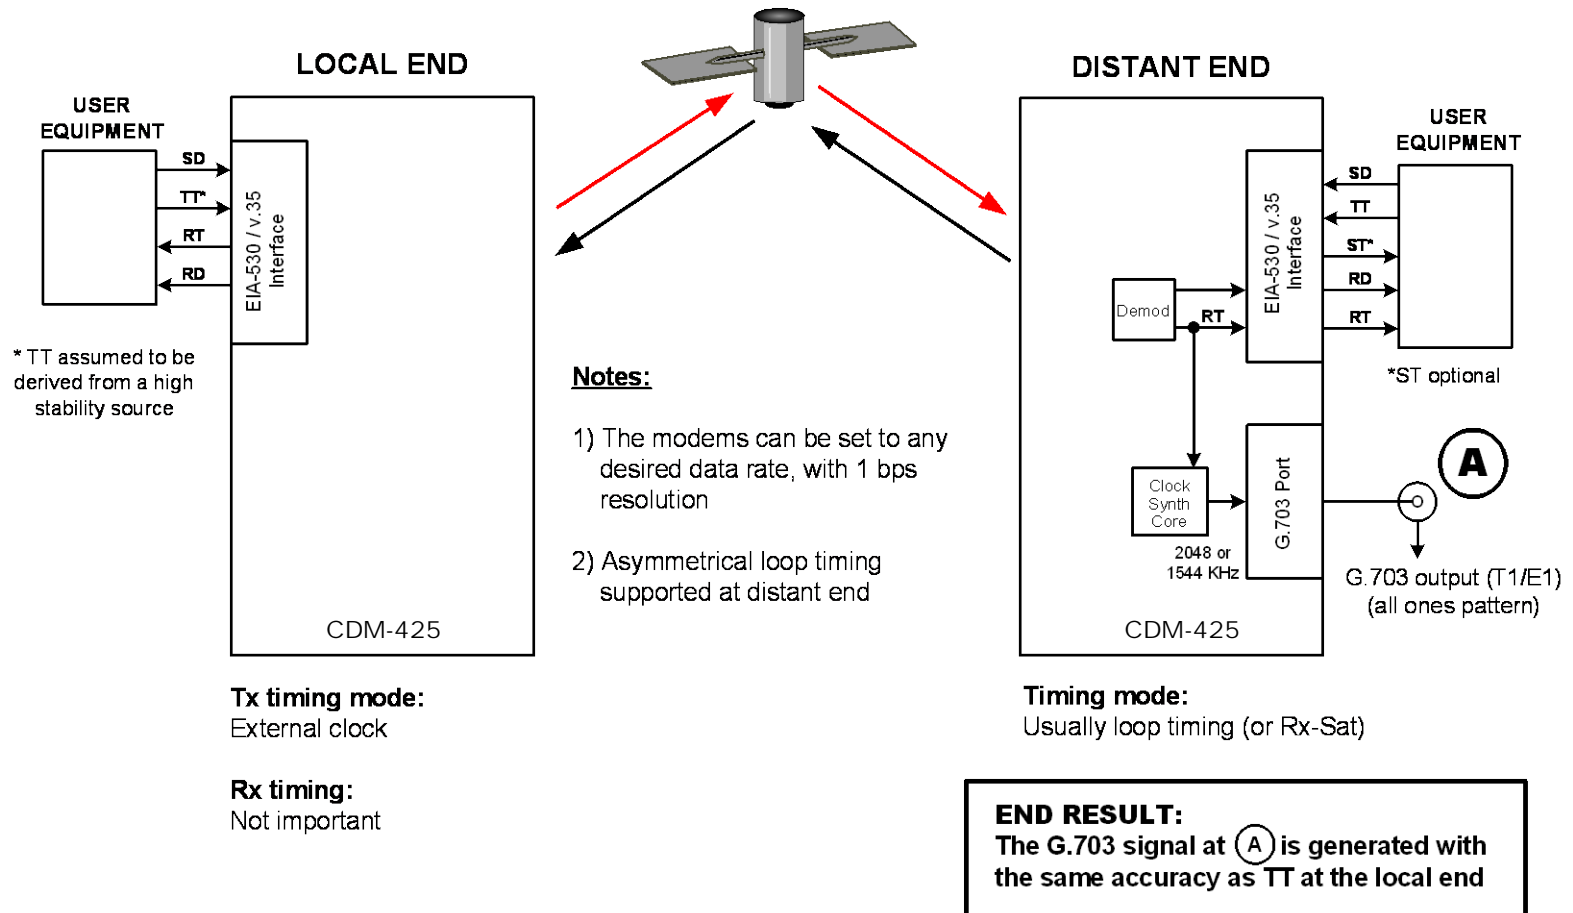 LOCAL END
DISTANT END
USER
EQUIPMENT
SD
TT*
RT
RD
EIA-530 / v.35
Interface
* TT assumed to be
derived from a high
stability source
CDM-425
Tx timing mode:
External clock
Rx timing:
Not important
Notes:
1) The modems can be set to any
desired data rate, with 1 bps
resolution
2) Asymmetrical loop timing
supported at distant end
USER
EQUIPMENT
SD
TT
ST*
RD
RT
EIA-530 / v.35
Interface
Demod
RT
*ST optional
Clock
Synth
Core
2048 or
1544 KHz
G.703 Port
A
G.703 output (T1/E1)
(all ones pattern)
CDM-425
Timing mode:
Usually loop timing (or Rx-Sat)
END RESULT:
The G.703 signal at A is generated with
the same accuracy as TT at the local end